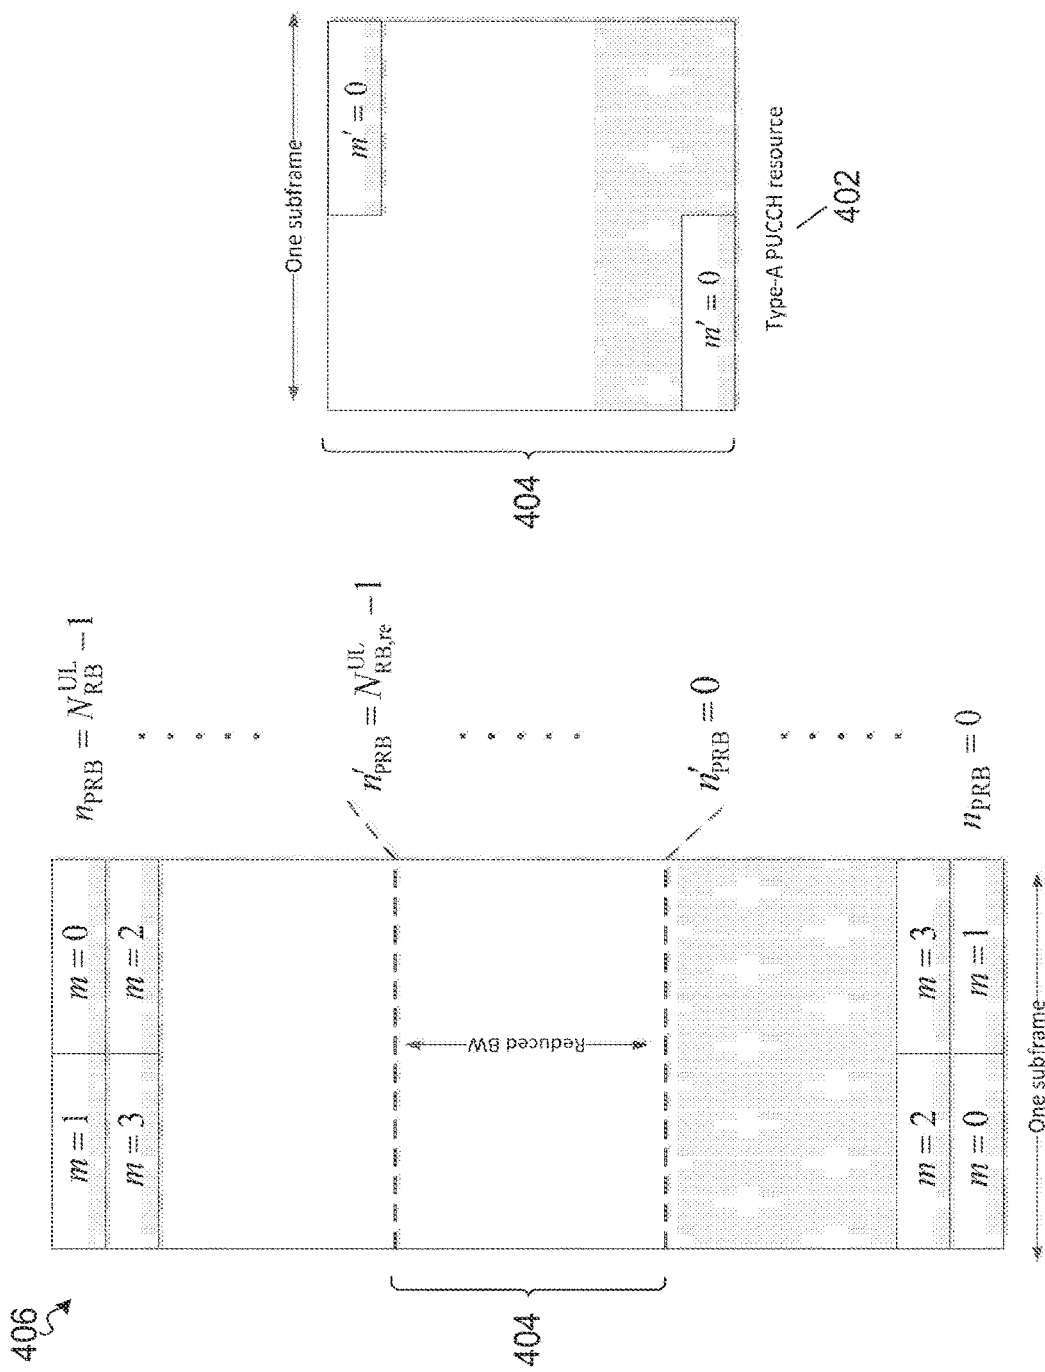 406
m = 1
m = 0
m = 3
m = 2
n_PRB = N_RB^UL − 1
404
Reduced BW
n'_PRB = N_RB,re^UL − 1
n'_PRB = 0
m = 2
m = 3
m = 0
m = 1
n_PRB = 0
One subframe
One subframe
m' = 0
404
m' = 0
Type-A PUCCH resource
402